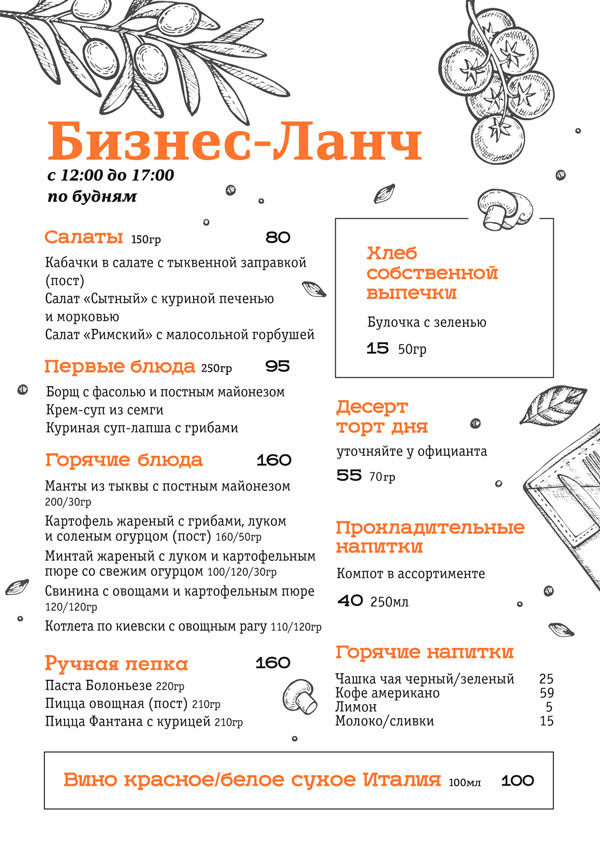 Бизнес-Ланч
с 12:00 до 17:00
по будням
Салаты 150гр 80
Кабачки в салате с тыквенной заправкой
(пост)
Салат «Сытный» с куриной печенью
и морковью
Салат «Римский» с малосольной горбушей
Первые блюда 250гр 95
Борщ с фасолью и постным майонезом
Крем-суп из семги
Куриная суп-лапша с грибами
Горячие блюда 160
Манты из тыквы с постным майонезом
200/30гр
Картофель жареный с грибами, луком
и соленым огурцом (пост) 160/50гр
Минтай жареный с луком и картофельным
пюре со свежим огурцом 100/120/30гр
Свинина с овощами и картофельным пюре
120/120гр
Котлета по киевски с овощным рагу 110/120гр
Ручная лепка 160
Паста Болоньезе 220гр
Пицца овощная (пост) 210гр
Пицца Фантана с курицей 210гр
Хлеб
собственной
выпечки
Булочка с зеленью
15 50гр
Десерт
торт дня
уточняйте у официанта
55 70гр
Прохладительные
напитки
Компот в ассортименте
40 250мл
Горячие напитки
Чашка чая черный/зеленый 25
Кофе американо 59
Лимон 5
Молоко/сливки 15
Вино красное/белое сухое Италия 100мл 100